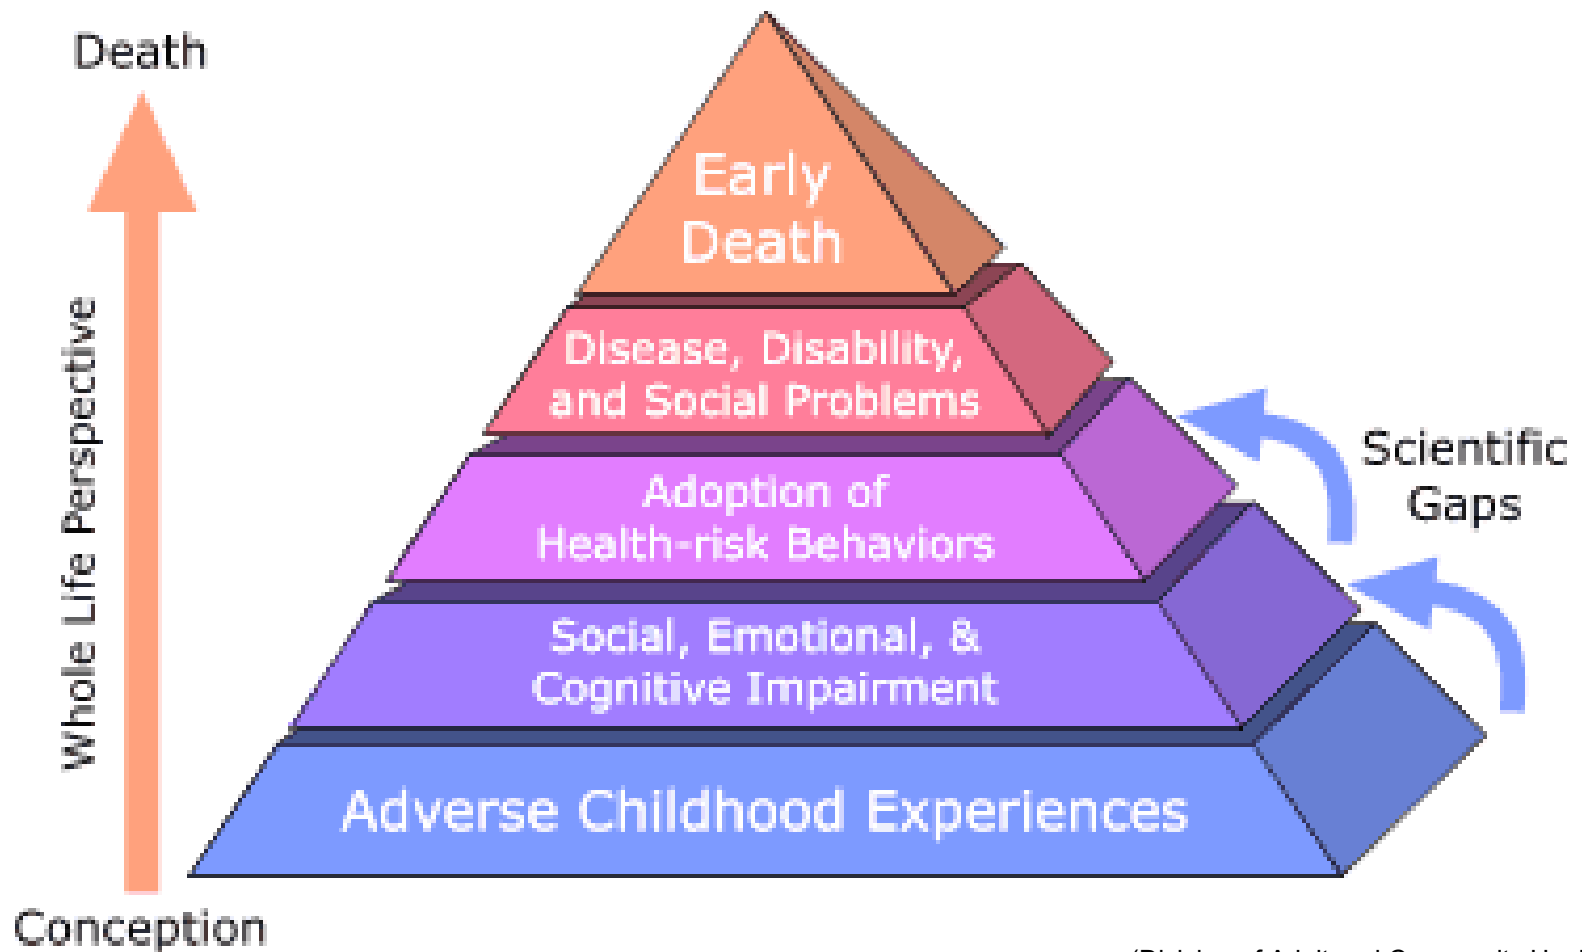 Death
Early
Death
Disease, Disability,
and Social Problems
Whole Life Perspective
Scientific
Gaps
Adoption of
Health-risk Behaviors
Social, Emotional, &
Cognitive Impairment
Adverse Childhood Experiences
Conception